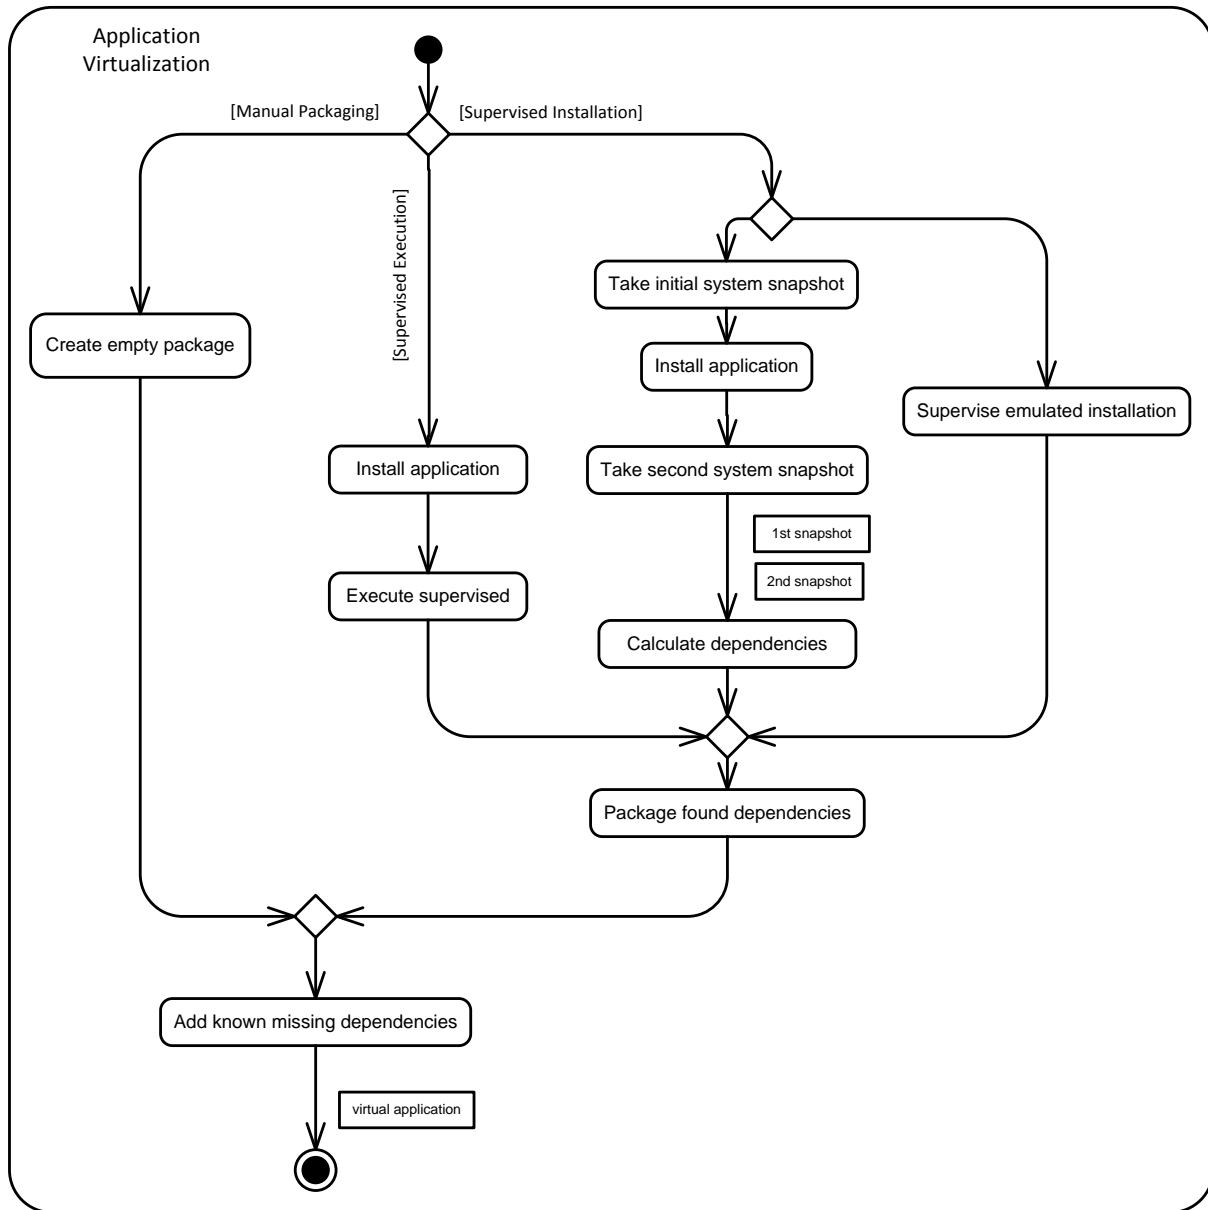 Application
Virtualization
[Manual Packaging]
[Supervised Installation]
[Supervised Execution]
Take initial system snapshot
Create empty package
Install application
Supervise emulated installation
Install application
Take second system snapshot
1st snapshot
2nd snapshot
Execute supervised
Calculate dependencies
Package found dependencies
Add known missing dependencies
virtual application